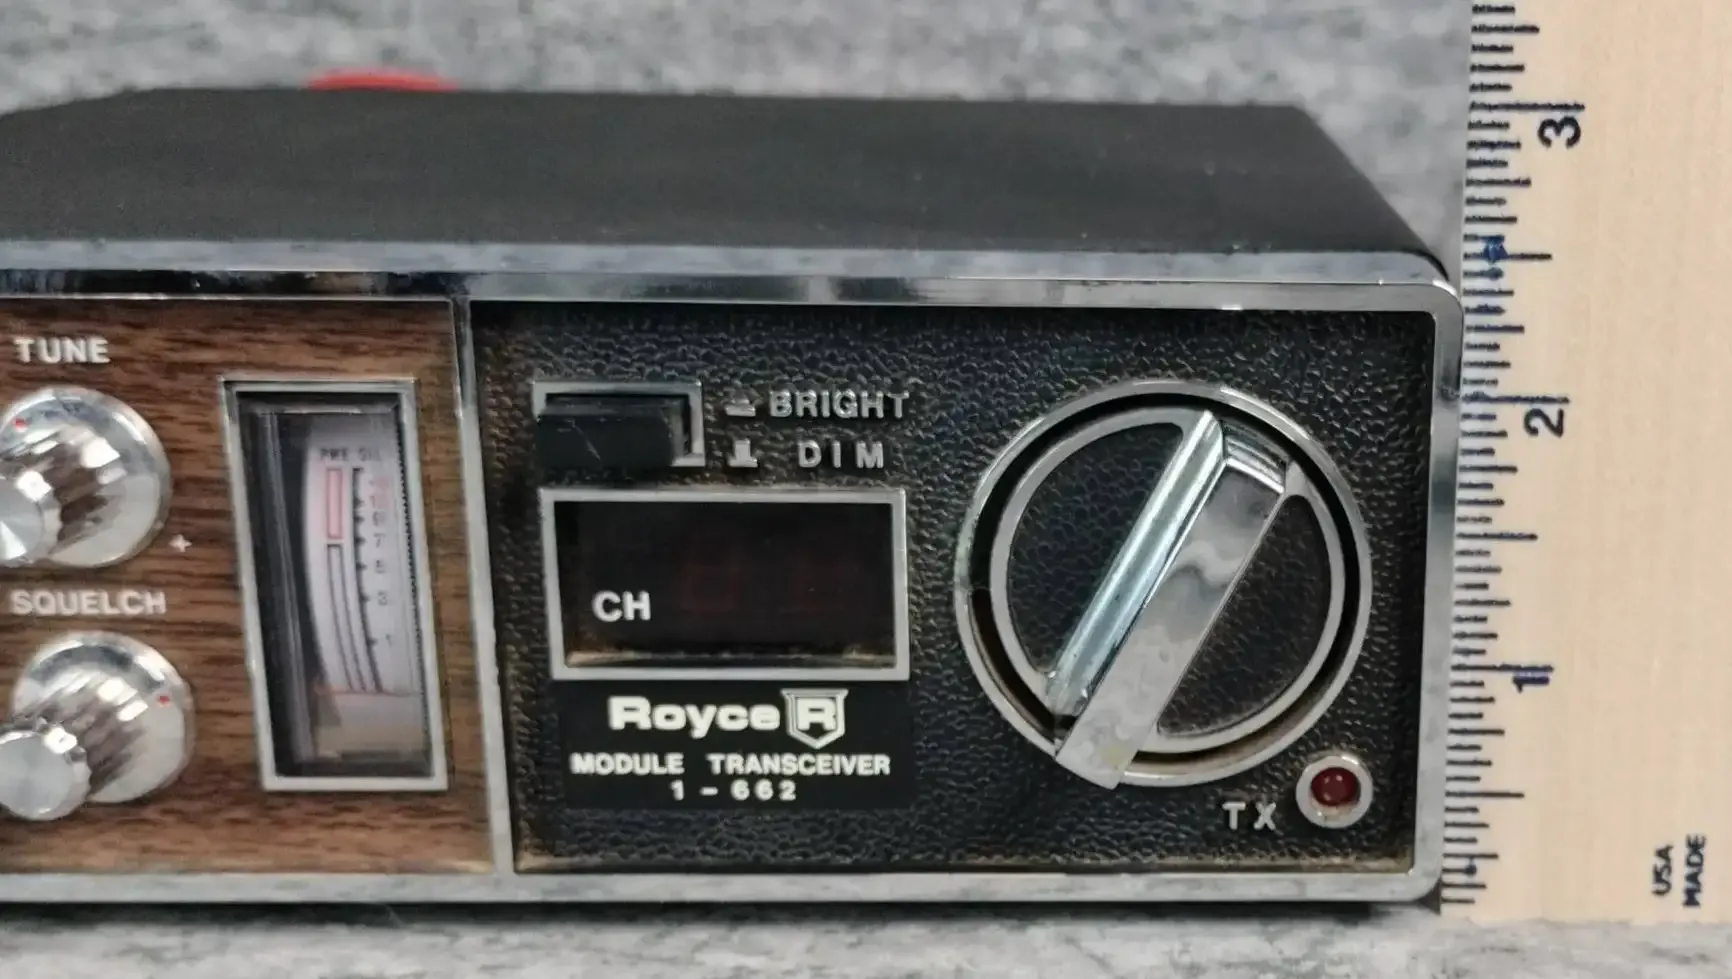 TUNE
SQUELCH
BRIGHT
DIM
CH
Royce R
MODULE TRANSCEIVER
1-662
TX
3
2
1
USA
MADE